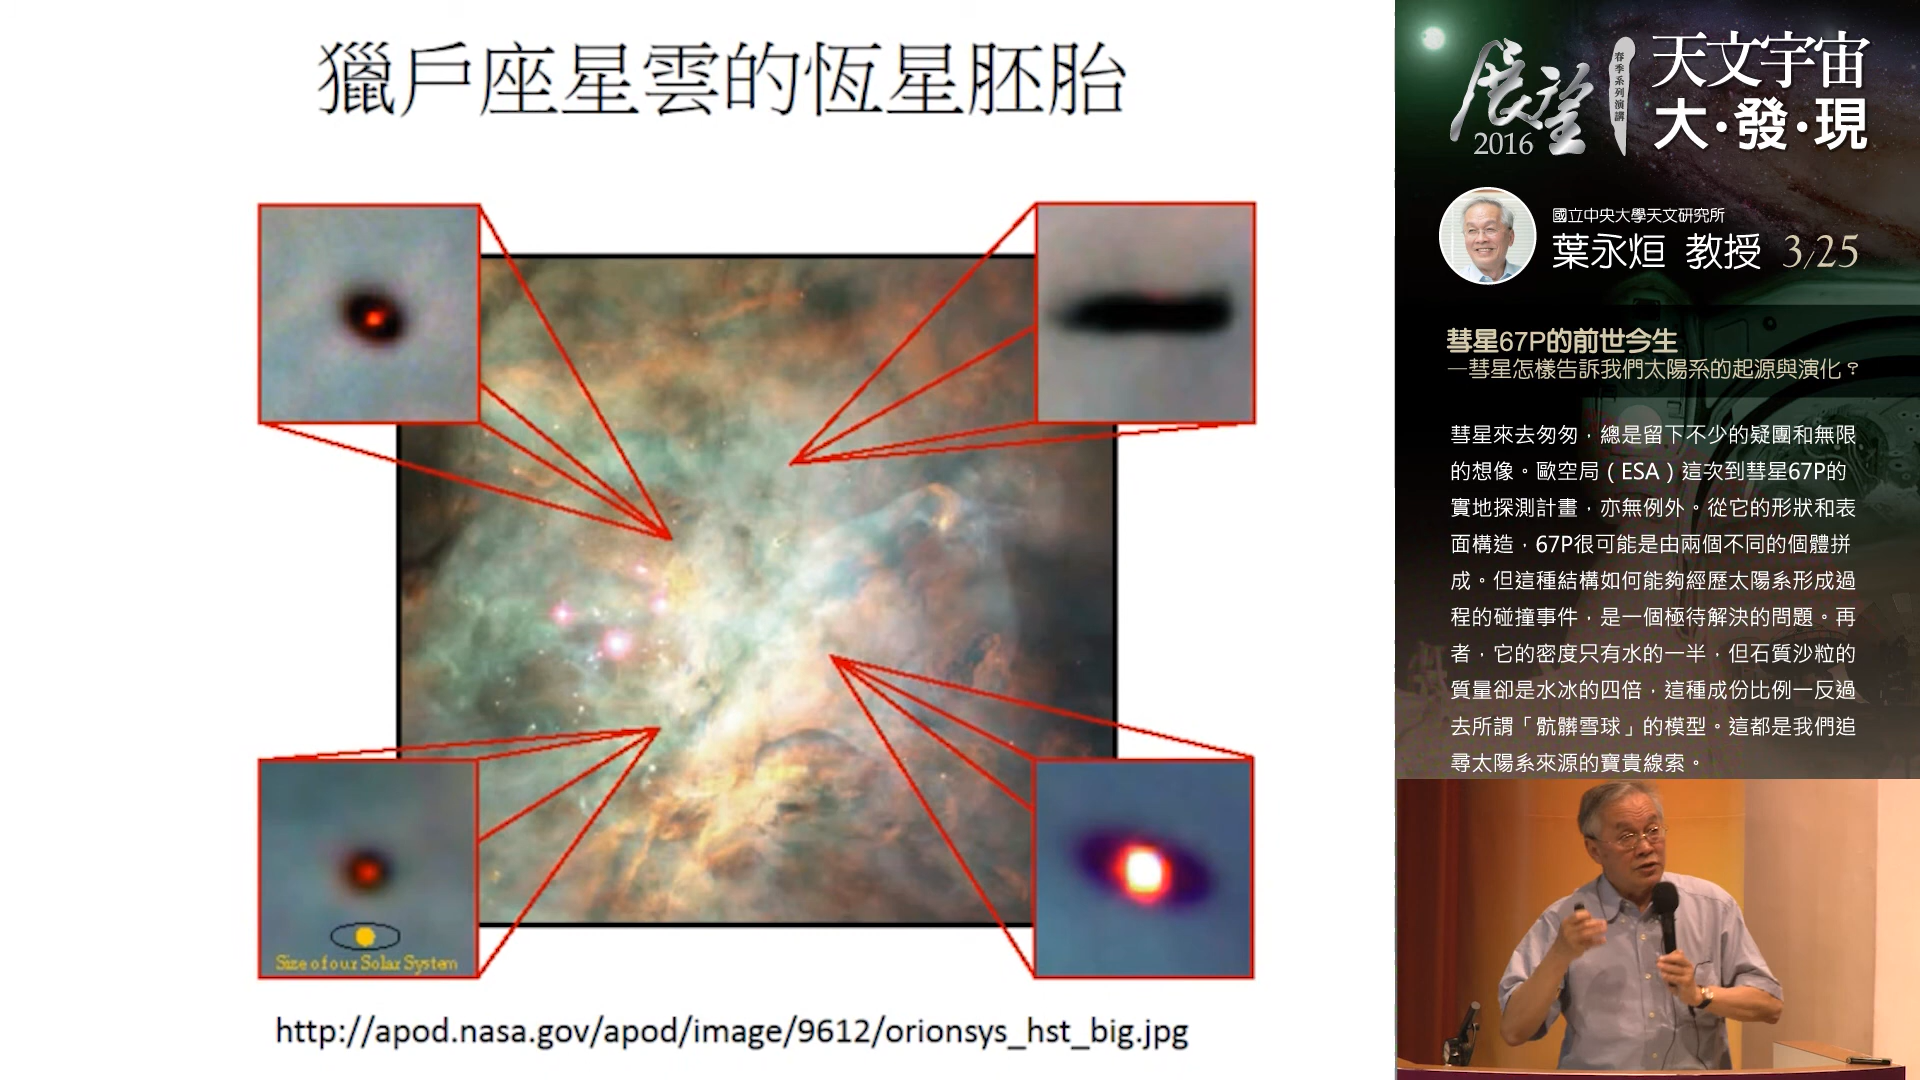 獵戶座星雲的恆星胚胎
Size of our Solar System
http://apod.nasa.gov/apod/image/9612/orionsys_hst_big.jpg
展望
2016
春季系列演講
天文宇宙
大·發·現
國立中央大學天文研究所
葉永烜 教授 3/25
彗星67P的前世今生
—彗星怎樣告訴我們太陽系的起源與演化?
彗星來去匆匆，總是留下不少的疑團和無限
的想像。歐空局（ESA）這次到彗星67P的
實地探測計畫，亦無例外。從它的形狀和表
面構造，67P很可能是由兩個不同的個體拼
成。但這種結構如何能夠經歷太陽系形成過
程的碰撞事件，是一個極待解決的問題。再
者，它的密度只有水的一半，但石質沙粒的
質量卻是水冰的四倍，這種成份比例一反過
去所謂「骯髒雪球」的模型。這都是我們追
尋太陽系來源的寶貴線索。